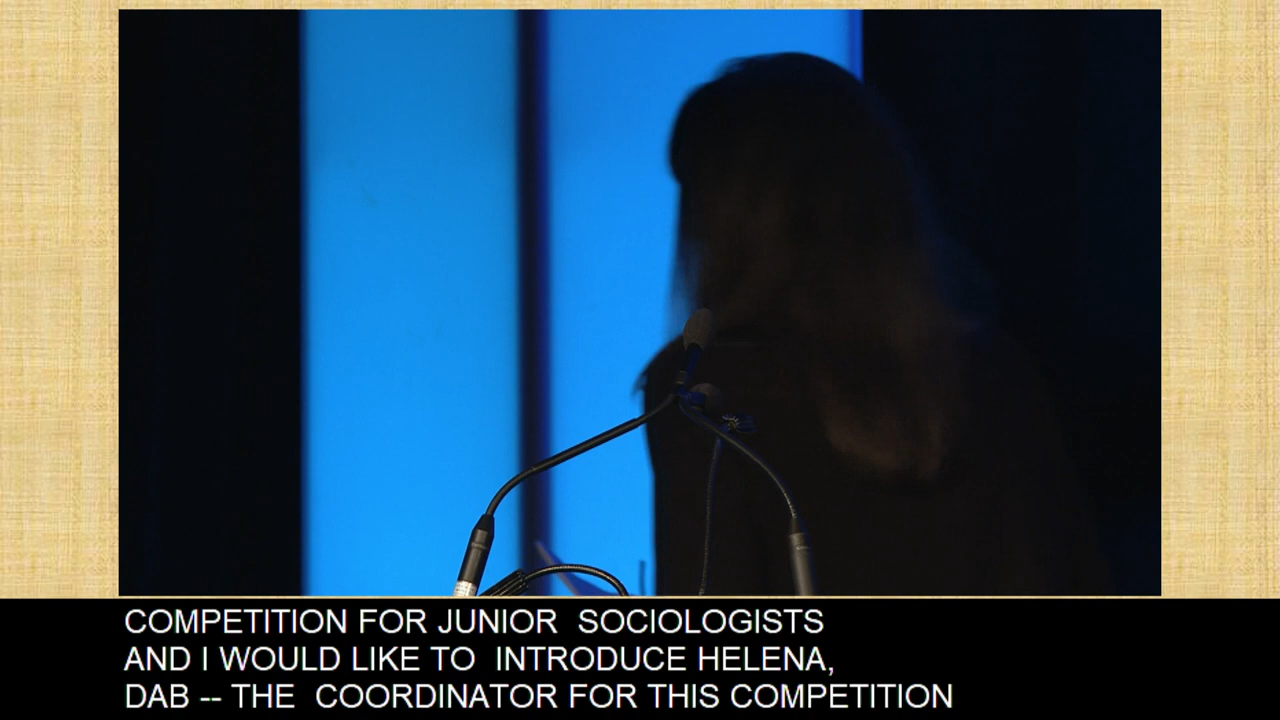 COMPETITION FOR JUNIOR  SOCIOLOGISTS
AND I WOULD LIKE TO  INTRODUCE HELENA,
DAB -- THE  COORDINATOR FOR THIS COMPETITION